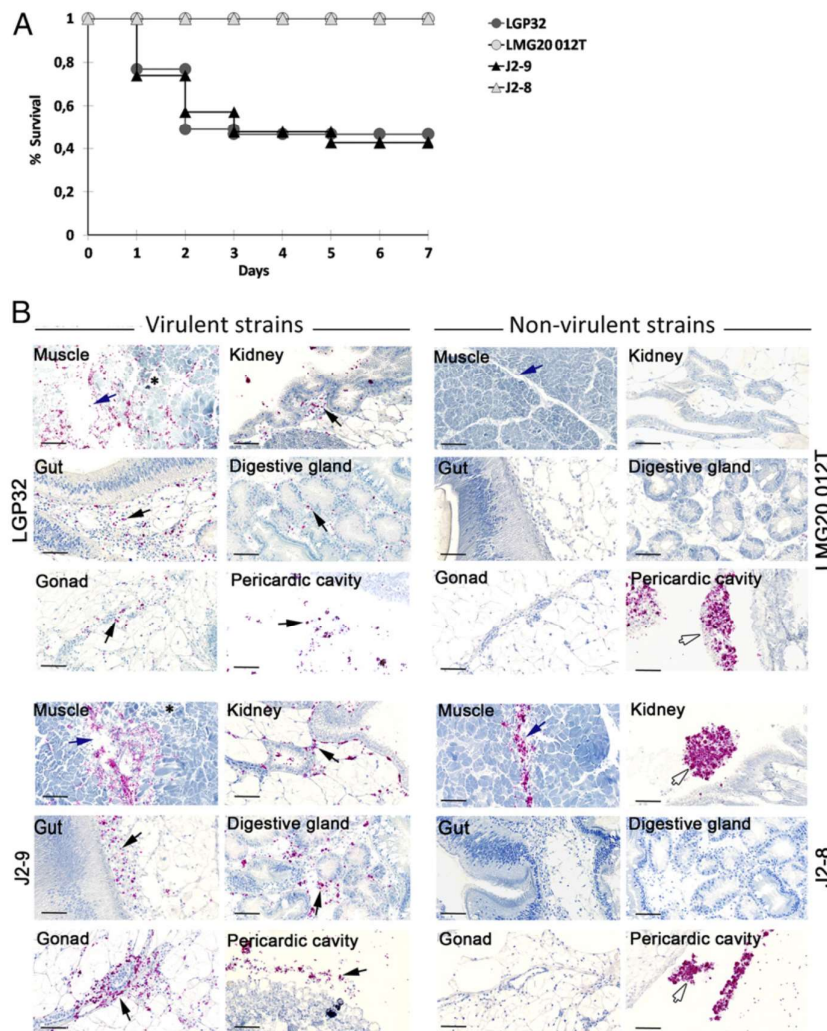 A
% Survival
1
0,8
0,6
0,4
0,2
0
0 1 2 3 4 5 6 7
Days
LGP32
LMG20 012T
J2-9
J2-8
B
Virulent strains
Non-virulent strains
LGP32
Muscle
Kidney
*
Gut
Digestive gland
Gonad
Pericardic cavity
Muscle
Kidney
Gut
Digestive gland
Gonad
Pericardic cavity
LMG20 012T
J2-9
Muscle
*
Kidney
Gut
Digestive gland
Gonad
Pericardic cavity
Muscle
Kidney
Gut
Digestive gland
Gonad
Pericardic cavity
J2-8